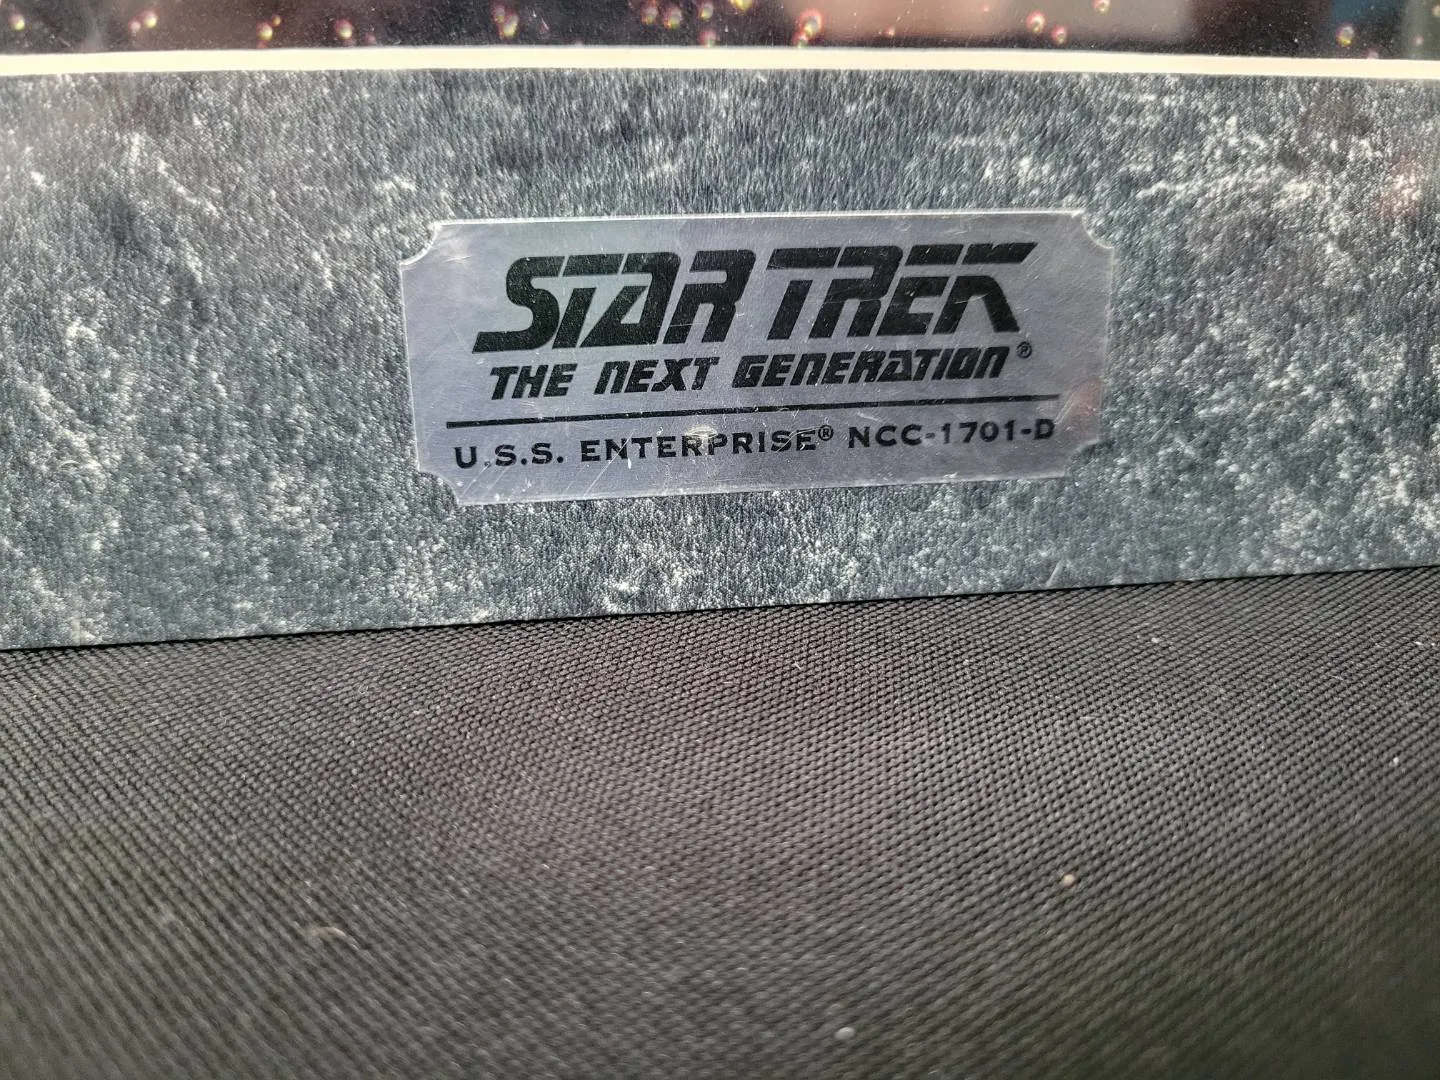 STAR TREK
THE NEXT GENERATION®
U.S.S. ENTERPRISE® NCC-1701-D